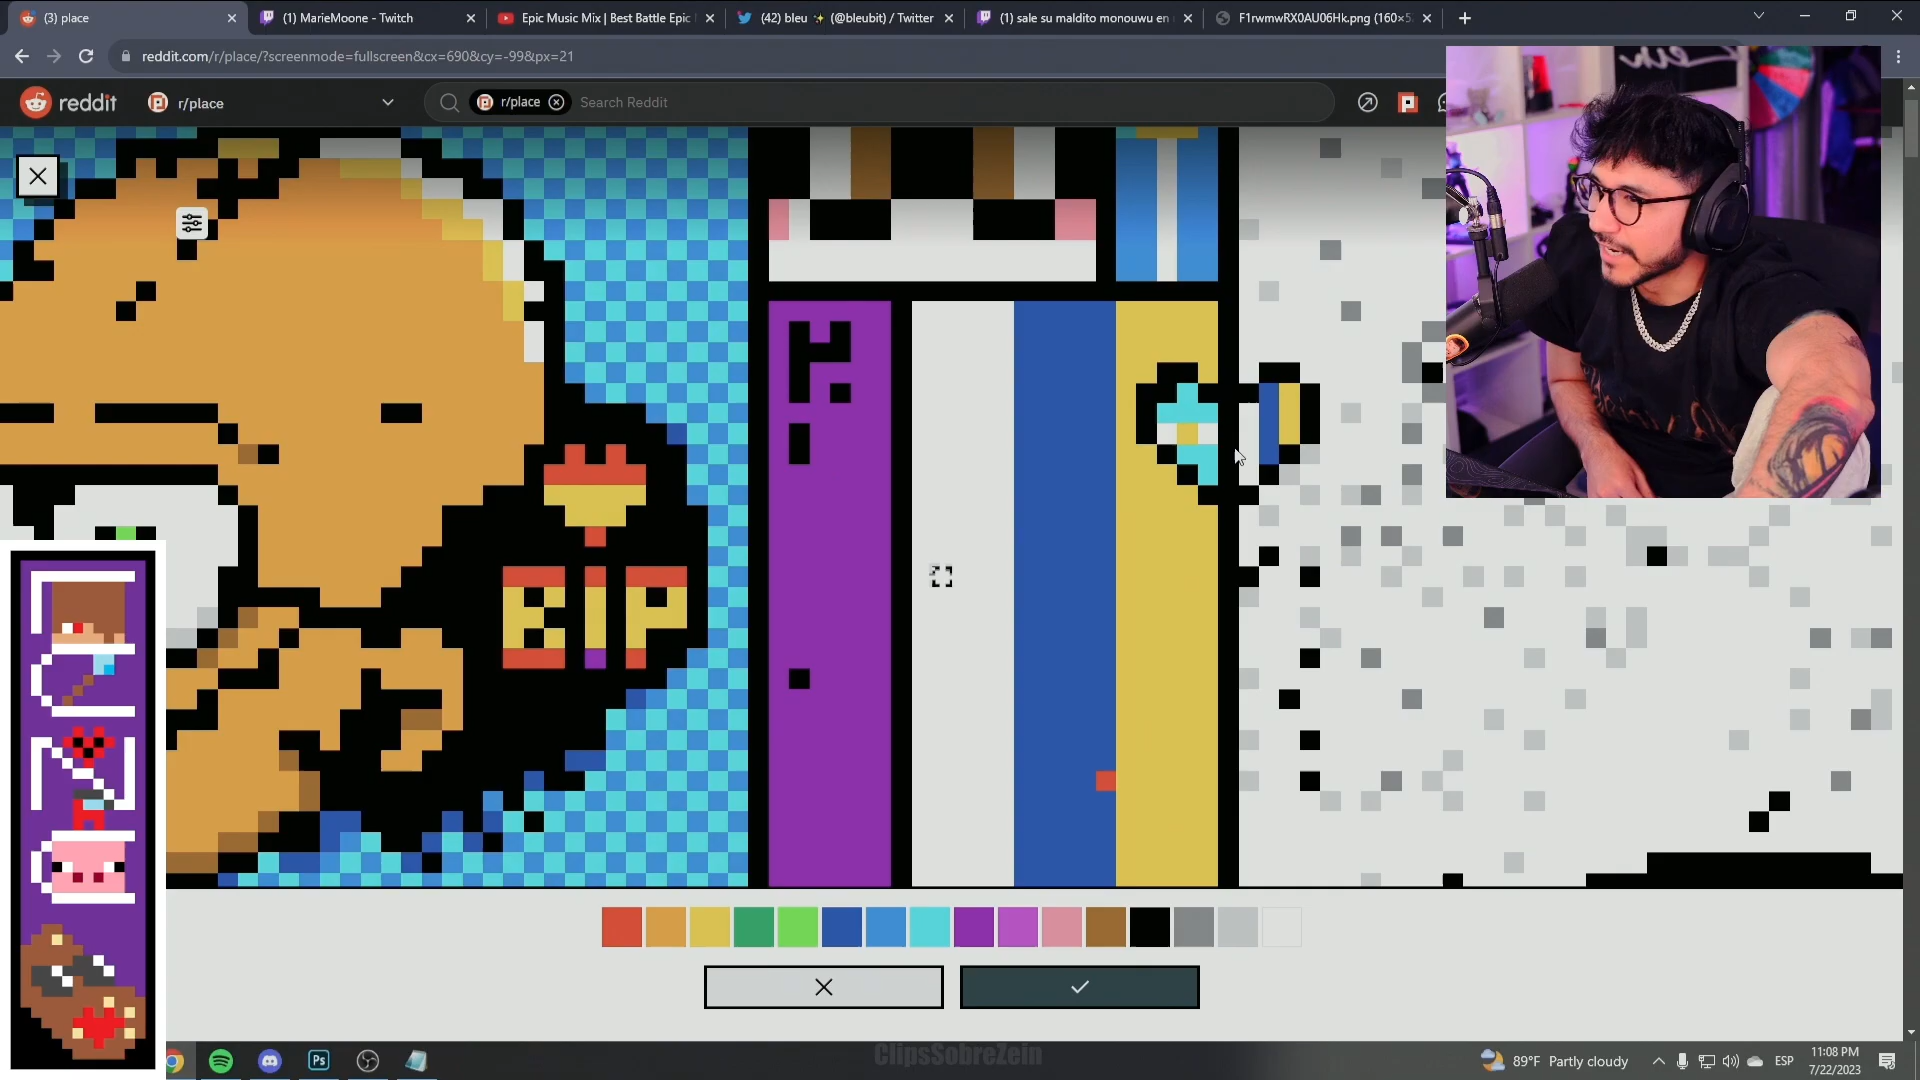 (3) place
(1) MarieMoone - Twitch
Epic Music Mix | Best Battle Epic
(42) bleu ✨ (@bleubit) / Twitter
(1) sale su maldito monouwu en
F1rwmwRX0AU06Hk.png (160×5
reddit.com/r/place/?screenmode=fullscreen&cx=690&cy=-99&px=21
reddit
r/place
r/place
Search Reddit
BIP
Ps
ClipsSobreZein
89°F Partly cloudy
ESP
11:08 PM
7/22/2023